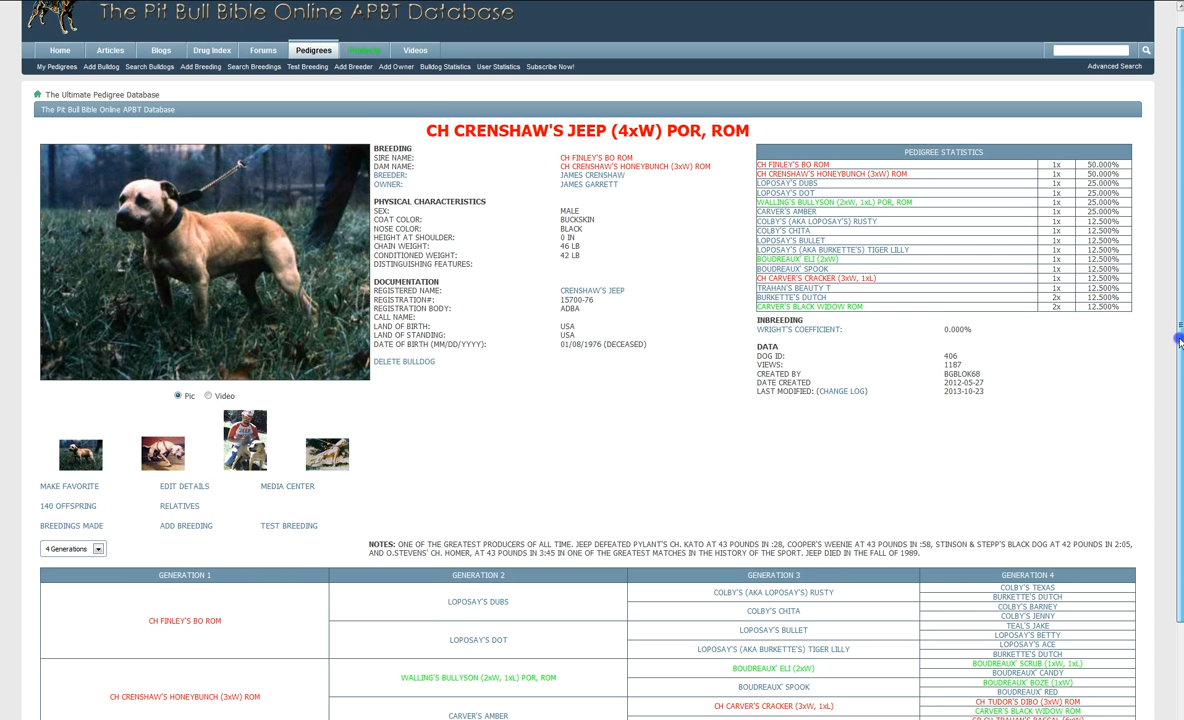 The Pit Bull Bible Online APBT Database
Home Articles Blogs Drug Index Forums Pedigrees Products Videos
My Pedigrees Add Bulldog Search Bulldogs Add Breeding Search Breedings Test Breeding Add Breeder Add Owner Bulldog Statistics User Statistics Subscribe Now! Advanced Search
The Ultimate Pedigree Database
The Pit Bull Bible Online APBT Database
CH CRENSHAW'S JEEP (4xW) POR, ROM
BREEDING
SIRE NAME: CH FINLEY'S BO ROM
DAM NAME: CH CRENSHAW'S HONEYBUNCH (3xW) ROM
BREEDER: JAMES CRENSHAW
OWNER: JAMES GARRETT
PHYSICAL CHARACTERISTICS
SEX: MALE
COAT COLOR: BUCKSKIN
NOSE COLOR: BLACK
HEIGHT AT SHOULDER: 0 IN
CHAIN WEIGHT: 46 LB
CONDITIONED WEIGHT: 42 LB
DISTINGUISHING FEATURES:
DOCUMENTATION
REGISTERED NAME: CRENSHAW'S JEEP
REGISTRATION#: 15700-76
REGISTRATION BODY: ADBA
CALL NAME:
LAND OF BIRTH: USA
LAND OF STANDING: USA
DATE OF BIRTH (MM/DD/YYYY): 01/08/1976 (DECEASED)
DELETE BULLDOG
PEDIGREE STATISTICS
CH FINLEY'S BO ROM 1x 50.000%
CH CRENSHAW'S HONEYBUNCH (3xW) ROM 1x 50.000%
LOPOSAY'S DUBS 1x 25.000%
LOPOSAY'S DOT 1x 25.000%
WALLING'S BULLYSON (2xW, 1xL) POR, ROM 1x 25.000%
CARVER'S AMBER 1x 25.000%
COLBY'S (AKA LOPOSAY'S) RUSTY 1x 12.500%
COLBY'S CHITA 1x 12.500%
LOPOSAY'S BULLET 1x 12.500%
LOPOSAY'S (AKA BURKETTE'S) TIGER LILLY 1x 12.500%
BOUDREAUX' ELI (2xW) 1x 12.500%
BOUDREAUX' SPOOK 1x 12.500%
CH CARVER'S CRACKER (3xW, 1xL) 1x 12.500%
TRAHAN'S BEAUTY T 1x 12.500%
BURKETTE'S DUTCH 2x 12.500%
CARVER'S BLACK WIDOW ROM 2x 12.500%
INBREEDING
WRIGHT'S COEFFICIENT: 0.000%
DATA
DOG ID: 406
VIEWS: 1187
CREATED BY BGBLOK68
DATE CREATED 2012-05-27
LAST MODIFIED: (CHANGE LOG) 2013-10-23
Pic Video
MAKE FAVORITE EDIT DETAILS MEDIA CENTER
140 OFFSPRING RELATIVES
BREEDINGS MADE ADD BREEDING TEST BREEDING
4 Generations
NOTES: ONE OF THE GREATEST PRODUCERS OF ALL TIME. JEEP DEFEATED PYLANT'S CH. KATO AT 43 POUNDS IN :28, COOPER'S WEENIE AT 43 POUNDS IN :58, STINSON & STEPP'S BLACK DOG AT 42 POUNDS IN 2:05,
AND O.STEVENS' CH. HOMER, AT 43 POUNDS IN 3:45 IN ONE OF THE GREATEST MATCHES IN THE HISTORY OF THE SPORT. JEEP DIED IN THE FALL OF 1989.
GENERATION 1 GENERATION 2 GENERATION 3 GENERATION 4
CH FINLEY'S BO ROM
CH CRENSHAW'S HONEYBUNCH (3xW) ROM
LOPOSAY'S DUBS
LOPOSAY'S DOT
WALLING'S BULLYSON (2xW, 1xL) POR, ROM
CARVER'S AMBER
COLBY'S (AKA LOPOSAY'S) RUSTY
COLBY'S CHITA
LOPOSAY'S BULLET
LOPOSAY'S (AKA BURKETTE'S) TIGER LILLY
BOUDREAUX' ELI (2xW)
BOUDREAUX' SPOOK
CH CARVER'S CRACKER (3xW, 1xL)
COLBY'S TEXAS
BURKETTE'S DUTCH
COLBY'S BARNEY
COLBY'S JENNY
TEAL'S JAKE
LOPOSAY'S BETTY
LOPOSAY'S ACE
BURKETTE'S DUTCH
BOUDREAUX' SCRUB (1xW, 1xL)
BOUDREAUX' CANDY
BOUDREAUX' BOZE (1xW)
BOUDREAUX' RED
CH TUDOR'S DIBO (3xW) ROM
CARVER'S BLACK WIDOW ROM